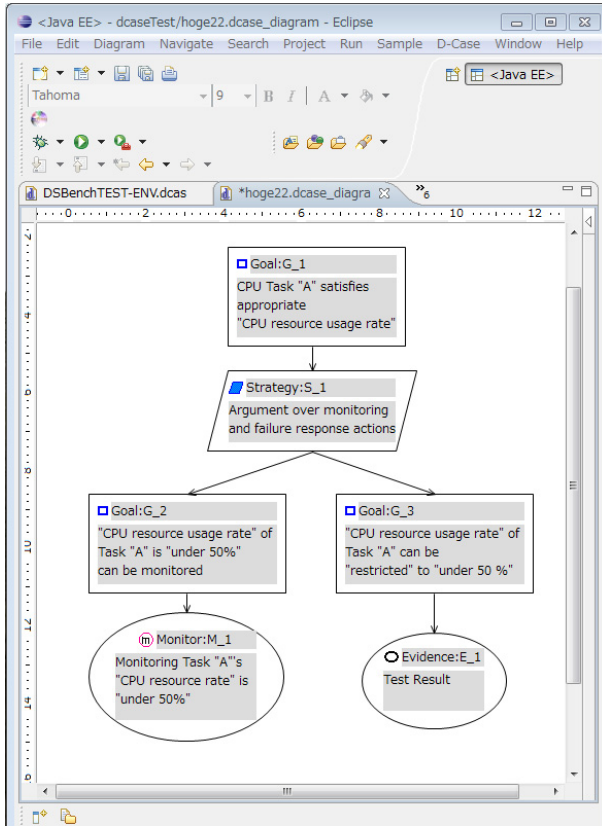 <Java EE> - dcaseTest/hoge22.dcase_diagram - Eclipse
File Edit Diagram Navigate Search Project Run Sample D-Case Window Help
<Java EE>
Tahoma 9 B I A
DSBenchTEST-ENV.dcas *hoge22.dcase_diagra »6
0 2 4 6 8 10 12
Goal:G_1
CPU Task "A" satisfies
appropriate
"CPU resource usage rate"
Strategy:S_1
Argument over monitoring
and failure response actions
Goal:G_2
"CPU resource usage rate" of
Task "A" is "under 50%"
can be monitored
Goal:G_3
"CPU resource usage rate" of
Task "A" can be
"restricted" to "under 50 %"
m Monitor:M_1
Monitoring Task "A"'s
"CPU resource rate" is
"under 50%"
Evidence:E_1
Test Result